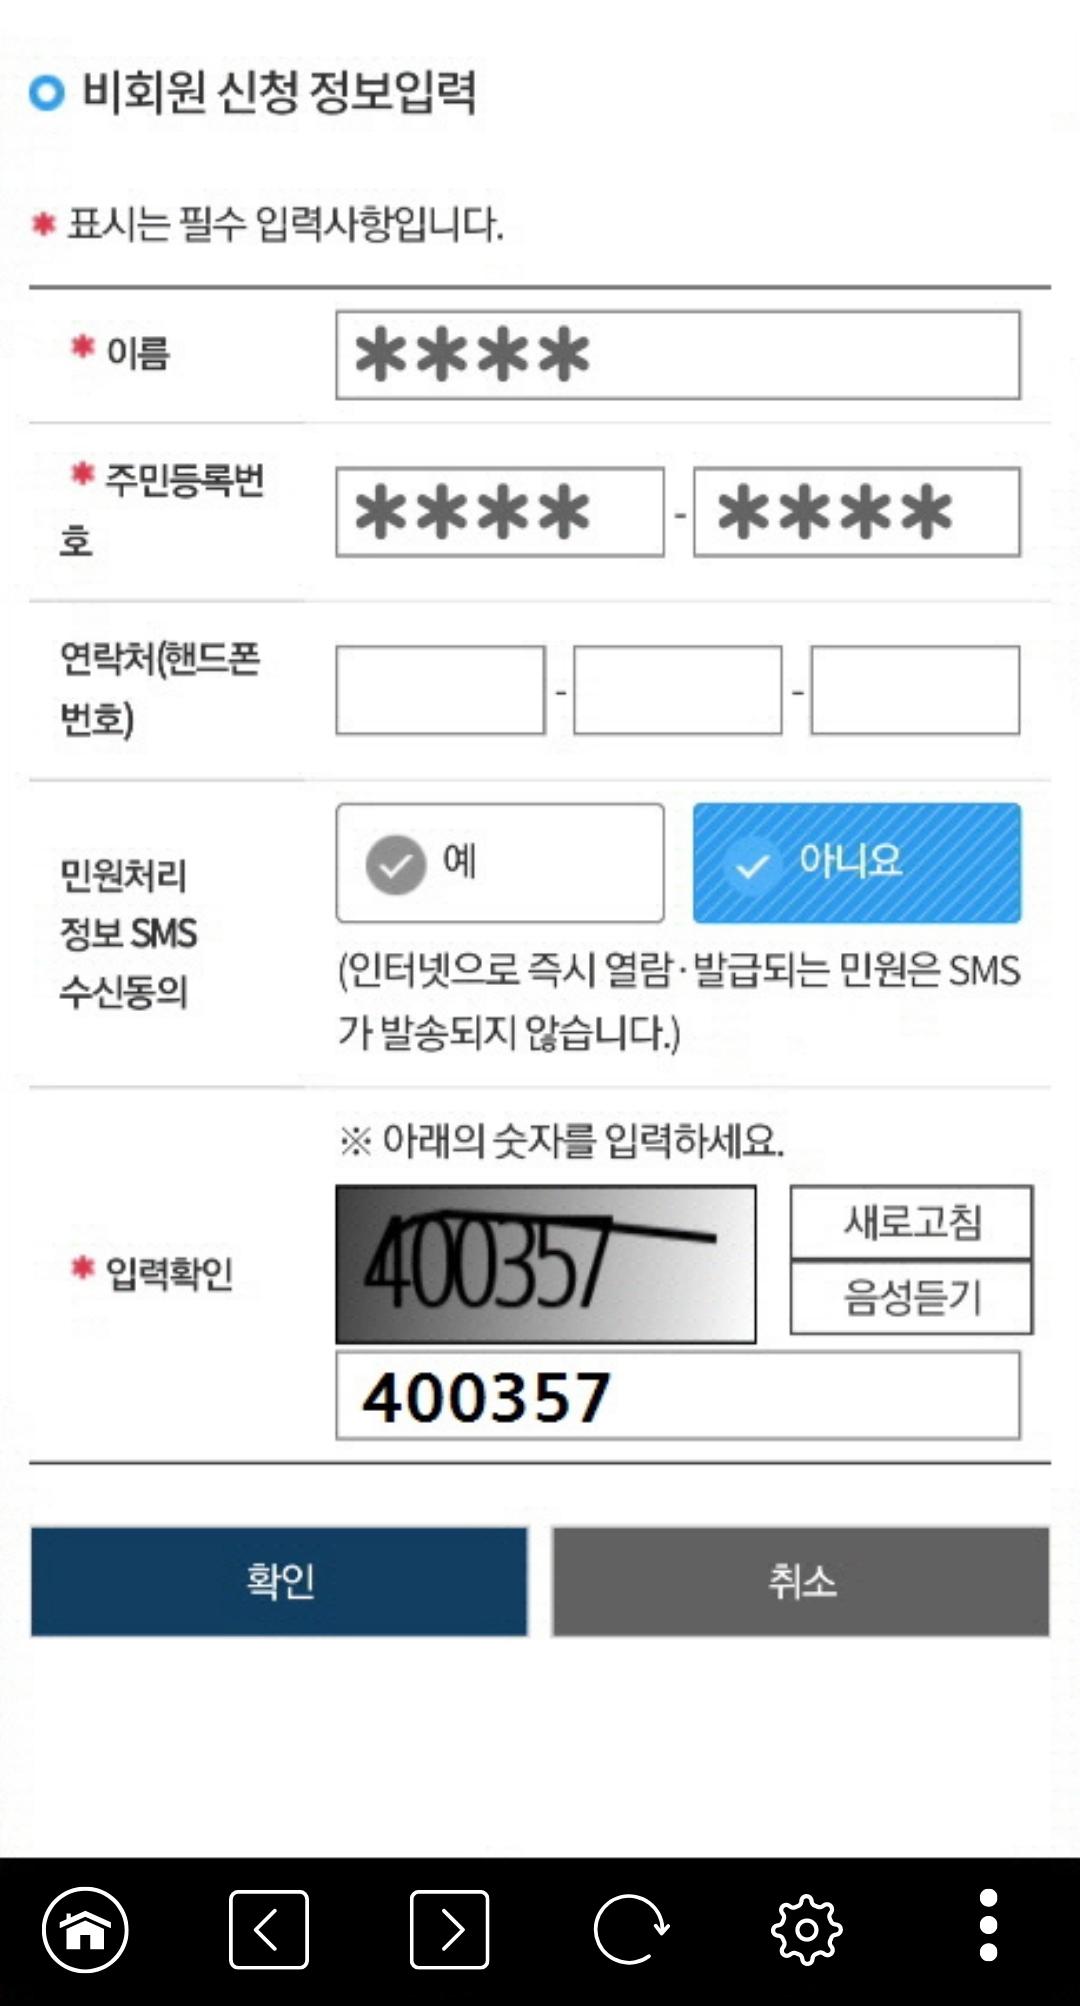 비회원 신청 정보입력
* 표시는 필수 입력사항입니다.
* 이름
****
* 주민등록번
호
**** - ****
연락처(핸드폰
번호)
- -
민원처리
정보 SMS
수신동의
예
아니요
(인터넷으로 즉시 열람·발급되는 민원은 SMS
가 발송되지 않습니다.)
* 입력확인
※ 아래의 숫자를 입력하세요.
400357
새로고침
음성듣기
400357
확인
취소